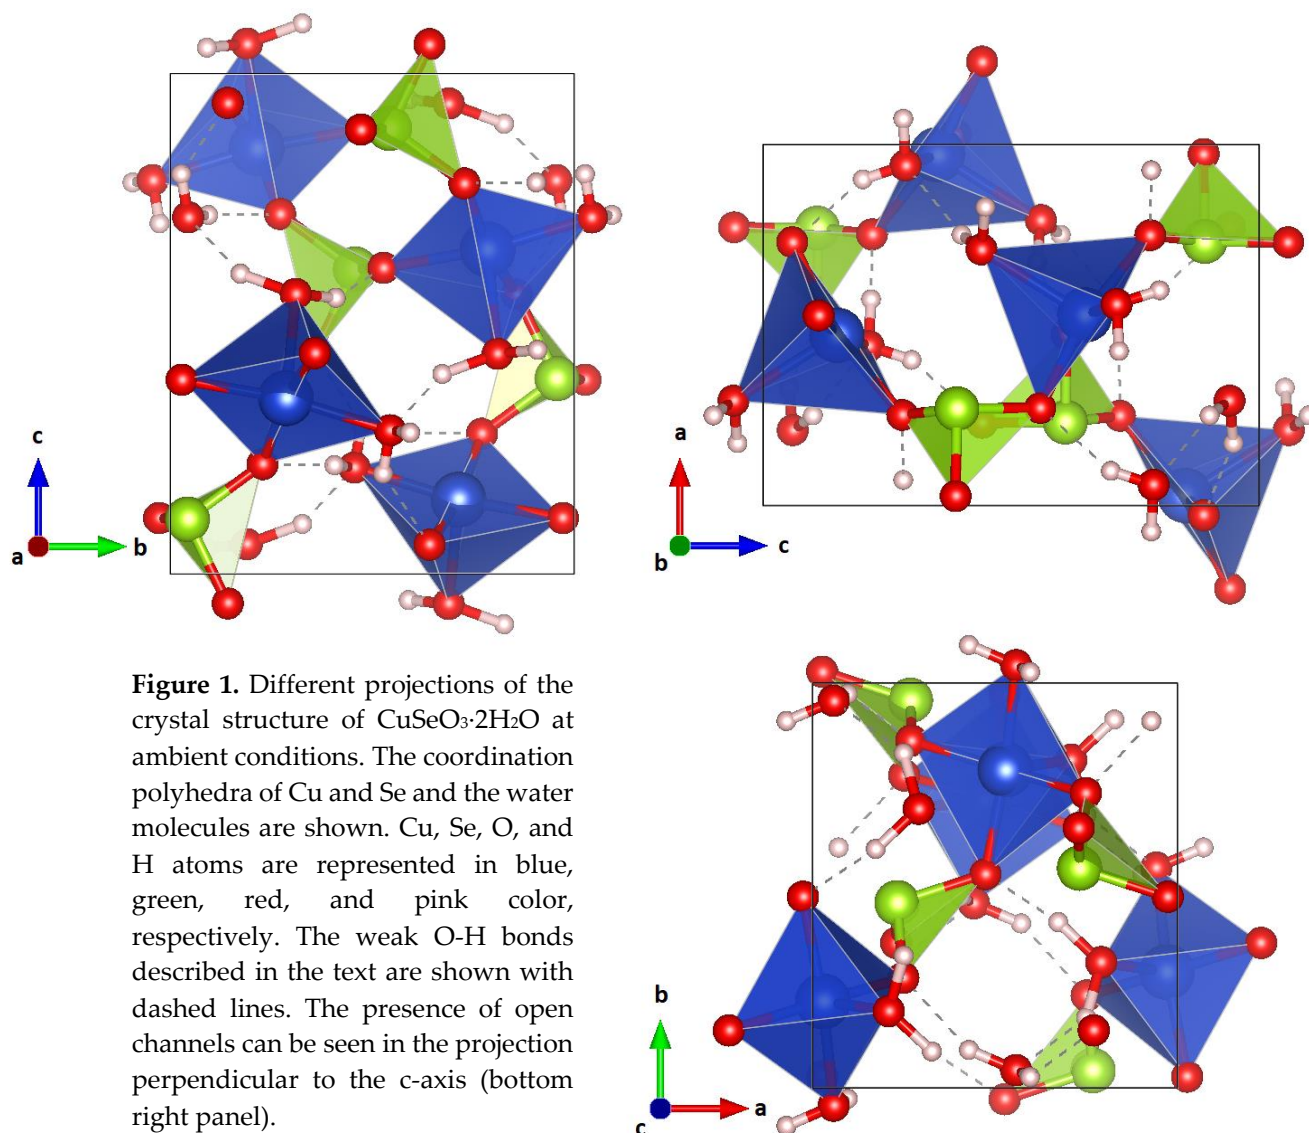 c
a
b
a
b
c
Figure 1. Different projections of the
crystal structure of CuSeO₃·2H₂O at
ambient conditions. The coordination
polyhedra of Cu and Se and the water
molecules are shown. Cu, Se, O, and
H atoms are represented in blue,
green, red, and pink color,
respectively. The weak O-H bonds
described in the text are shown with
dashed lines. The presence of open
channels can be seen in the projection
perpendicular to the c-axis (bottom
right panel).
b
c
a